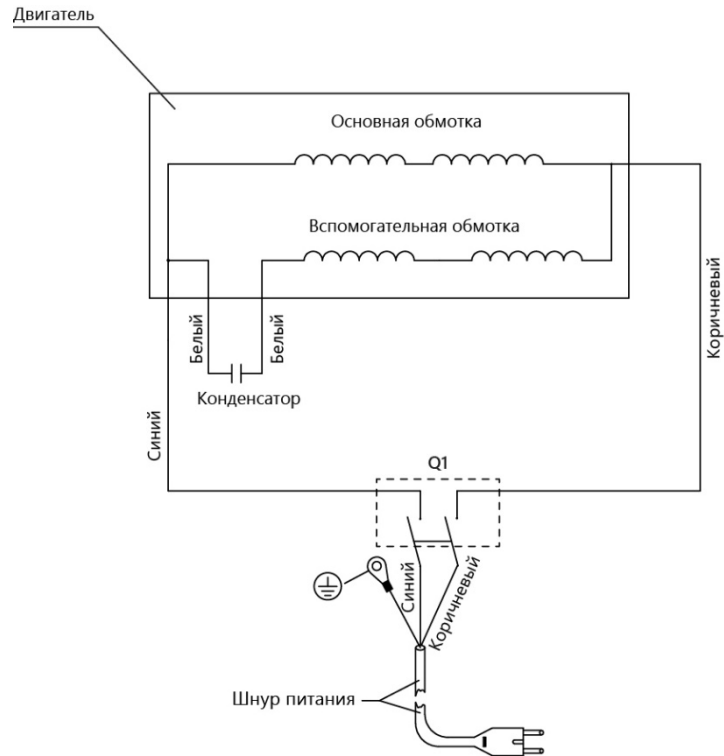 Двигатель
Основная обмотка
Вспомогательная обмотка
Белый
Белый
Конденсатор
Синий
Коричневый
Q1
Синий
Коричневый
Шнур питания